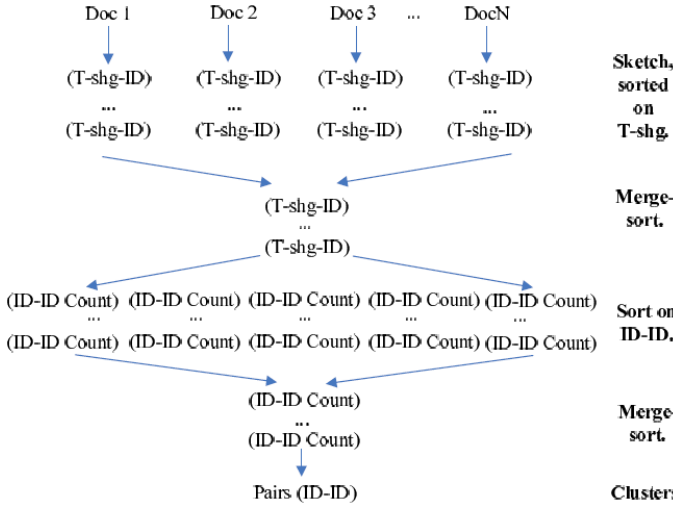 Doc 1 Doc 2 Doc 3 ... DocN
(T-shg-ID) (T-shg-ID) (T-shg-ID) (T-shg-ID) Sketch,
sorted
... ... ... ... on
(T-shg-ID) (T-shg-ID) (T-shg-ID) (T-shg-ID) T-shg.
(T-shg-ID) Merge-
... sort.
(T-shg-ID)
(ID-ID Count) (ID-ID Count) (ID-ID Count) (ID-ID Count) (ID-ID Count) Sort on
... ... ... ... ... ID-ID.
(ID-ID Count) (ID-ID Count) (ID-ID Count) (ID-ID Count) (ID-ID Count)
(ID-ID Count) Merge-
... sort.
(ID-ID Count)
Pairs (ID-ID) Clusters